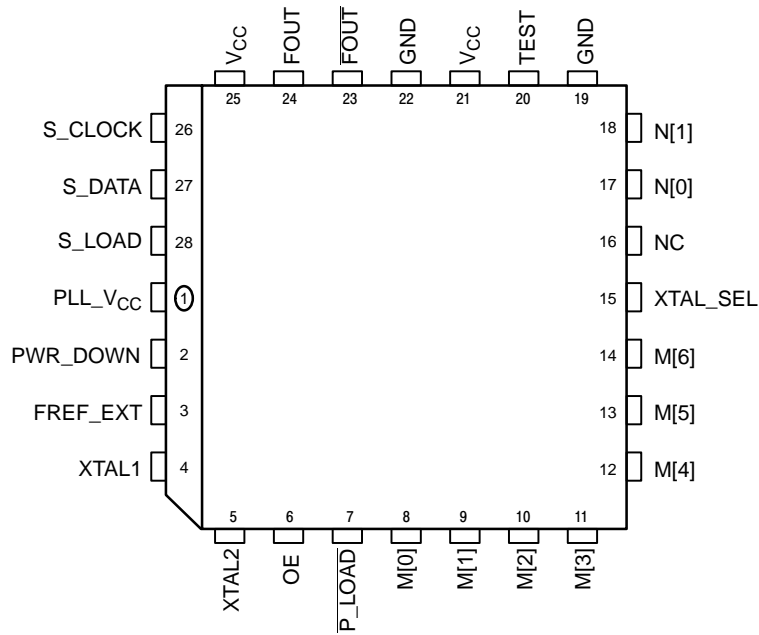 VCC FOUT FOUT GND VCC TEST GND
25 24 23 22 21 20 19
S_CLOCK 26 18 N[1]
S_DATA 27 17 N[0]
S_LOAD 28 16 NC
PLL_VCC 1 15 XTAL_SEL
PWR_DOWN 2 14 M[6]
FREF_EXT 3 13 M[5]
XTAL1 4 12 M[4]
5 6 7 8 9 10 11
XTAL2 OE P_LOAD M[0] M[1] M[2] M[3]